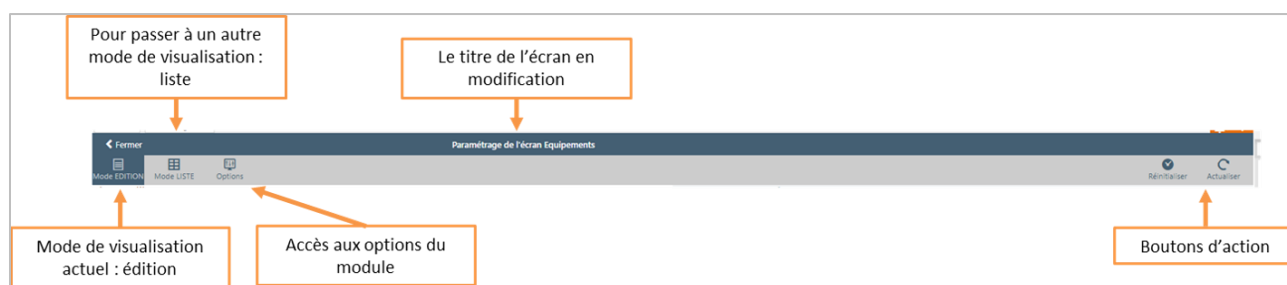 Pour passer à un autre
mode de visualisation :
liste
Le titre de l'écran en
modification
Fermer
Paramétrage de l'écran Equipements
Mode EDITION
Mode LISTE
Options
Réinitialiser
Actualiser
Mode de visualisation
actuel : édition
Accès aux options du
module
Boutons d'action